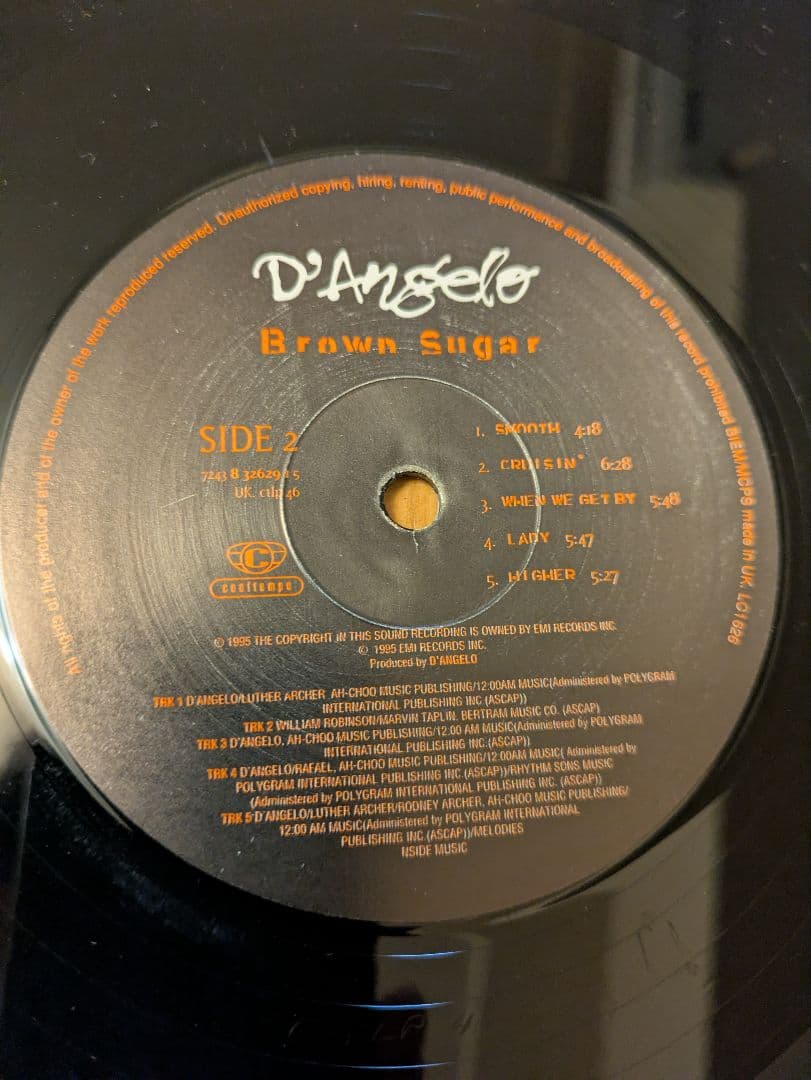 All rights of the producer and of the owner of the work reproduced reserved. Unauthorized copying, hiring, renting, public performance and broadcasting of this record prohibited BIEM/MCPS made in UK. LC1626
D'Angelo
Brown Sugar
SIDE 2
7243 8 32629 1 5
UK. ctlp 46
contempo
1. SMOOTH 4:18
2. CRUISIN' 6:28
3. WHEN WE GET BY 5:48
4. LADY 5:47
5. HIGHER 5:27
℗ 1995 THE COPYRIGHT IN THIS SOUND RECORDING IS OWNED BY EMI RECORDS INC.
© 1995 EMI RECORDS INC.
Produced by D'ANGELO
TRK 1 D'ANGELO/LUTHER ARCHER, AH-CHOO MUSIC PUBLISHING/12:00AM MUSIC(Administered by POLYGRAM
INTERNATIONAL PUBLISHING INC (ASCAP))
TRK 2 WILLIAM ROBINSON/MARVIN TAPLIN. BERTRAM MUSIC CO. (ASCAP)
TRK 3 D'ANGELO, AH-CHOO MUSIC PUBLISHING/12:00 AM MUSIC(Administered by POLYGRAM
INTERNATIONAL PUBLISHING INC.(ASCAP))
TRK 4 D'ANGELO/RAFAEL, AH-CHOO MUSIC PUBLISHING/12:00AM MUSIC( Administered by
POLYGRAM INTERNATIONAL PUBLISHING INC (ASCAP))/RHYTHM SONS MUSIC
(Administered by POLYGRAM INTERNATIONAL PUBLISHING INC. (ASCAP))
TRK 5 D'ANGELO/LUTHER ARCHER/RODNEY ARCHER, AH-CHOO MUSIC PUBLISHING/
12:00 AM MUSIC(Administered by POLYGRAM INTERNATIONAL
PUBLISHING INC.(ASCAP))/MELODIES
NSIDE MUSIC